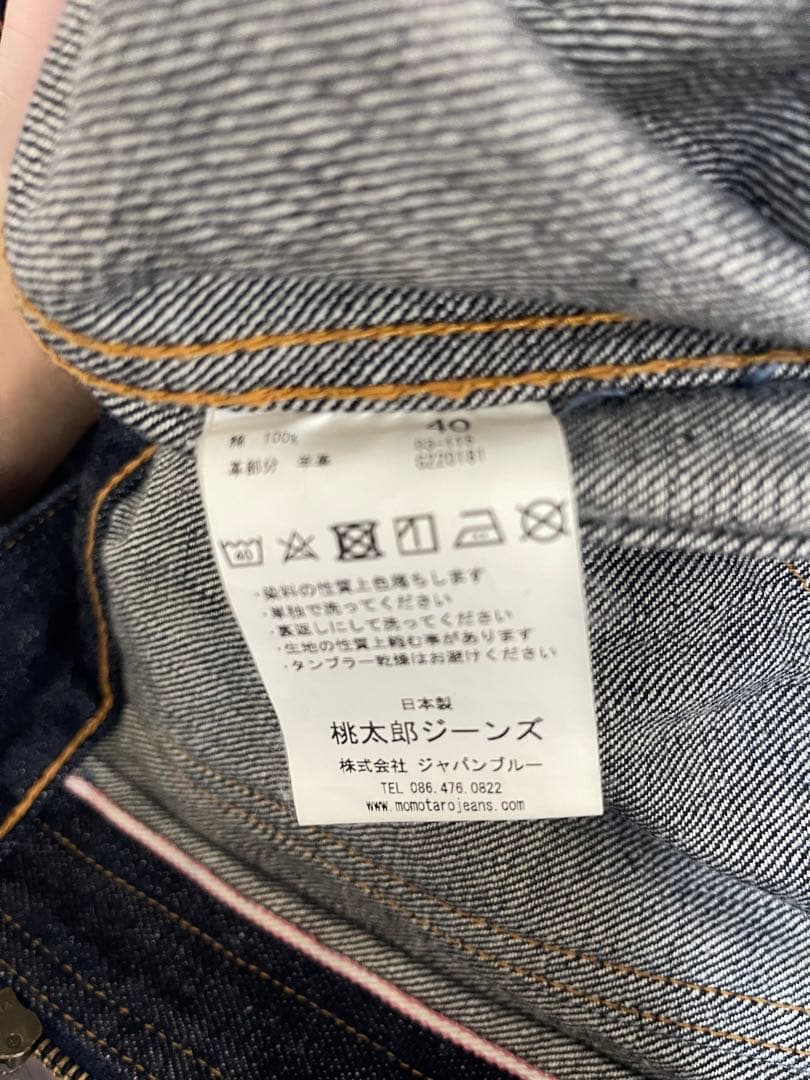 綿 100%
40
革部分 羊革
08-119
G220181
40
・染料の性質上色落ちします
・単独で洗ってください
・裏返しにして洗ってください
・生地の性質上縮む事があります
・タンブラー乾燥はお避けください
日本製
桃太郎ジーンズ
株式会社 ジャパンブルー
TEL 086.476.0822
www.momotarojeans.com